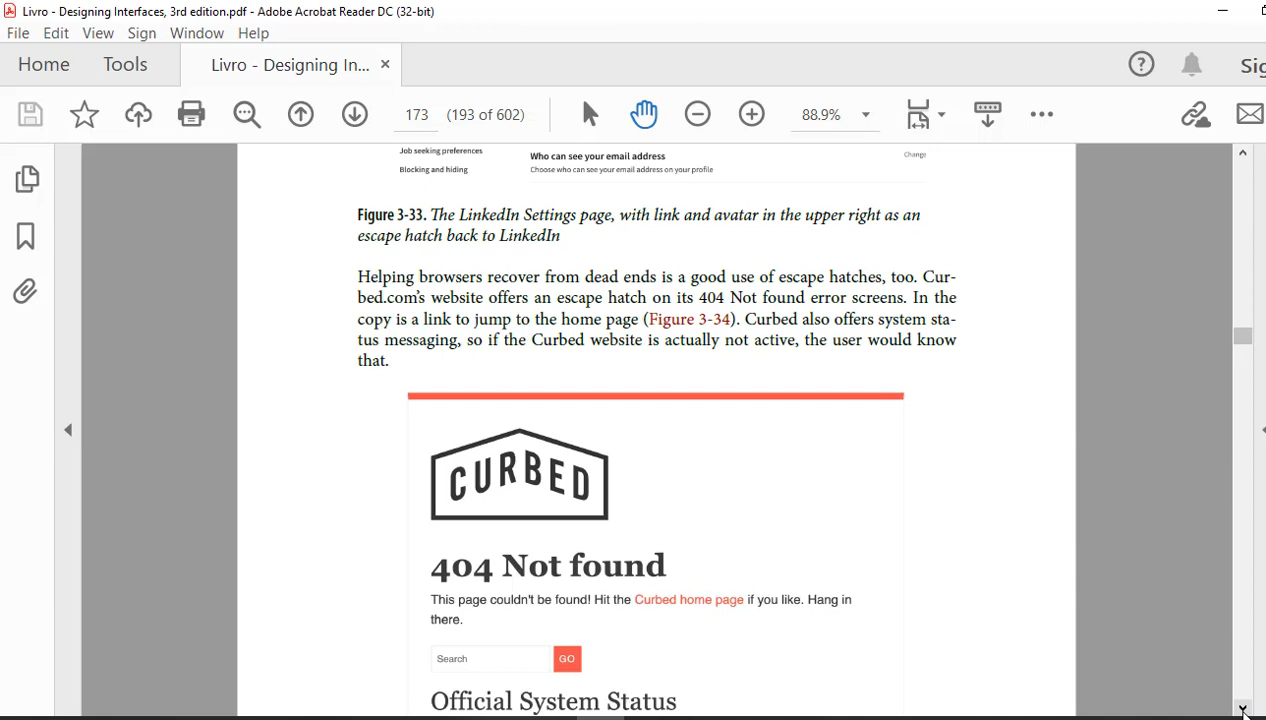 Livro - Designing Interfaces, 3rd edition.pdf - Adobe Acrobat Reader DC (32-bit)
File Edit View Sign Window Help
Home Tools Livro - Designing In... ×
173 (193 of 602) 88.9%
Job seeking preferences
Blocking and hiding
Who can see your email address
Choose who can see your email address on your profile
Change
Figure 3-33. The LinkedIn Settings page, with link and avatar in the upper right as an
escape hatch back to LinkedIn
Helping browsers recover from dead ends is a good use of escape hatches, too. Cur-
bed.com's website offers an escape hatch on its 404 Not found error screens. In the
copy is a link to jump to the home page (Figure 3-34). Curbed also offers system sta-
tus messaging, so if the Curbed website is actually not active, the user would know
that.
CURBED
404 Not found
This page couldn't be found! Hit the Curbed home page if you like. Hang in
there.
Search GO
Official System Status